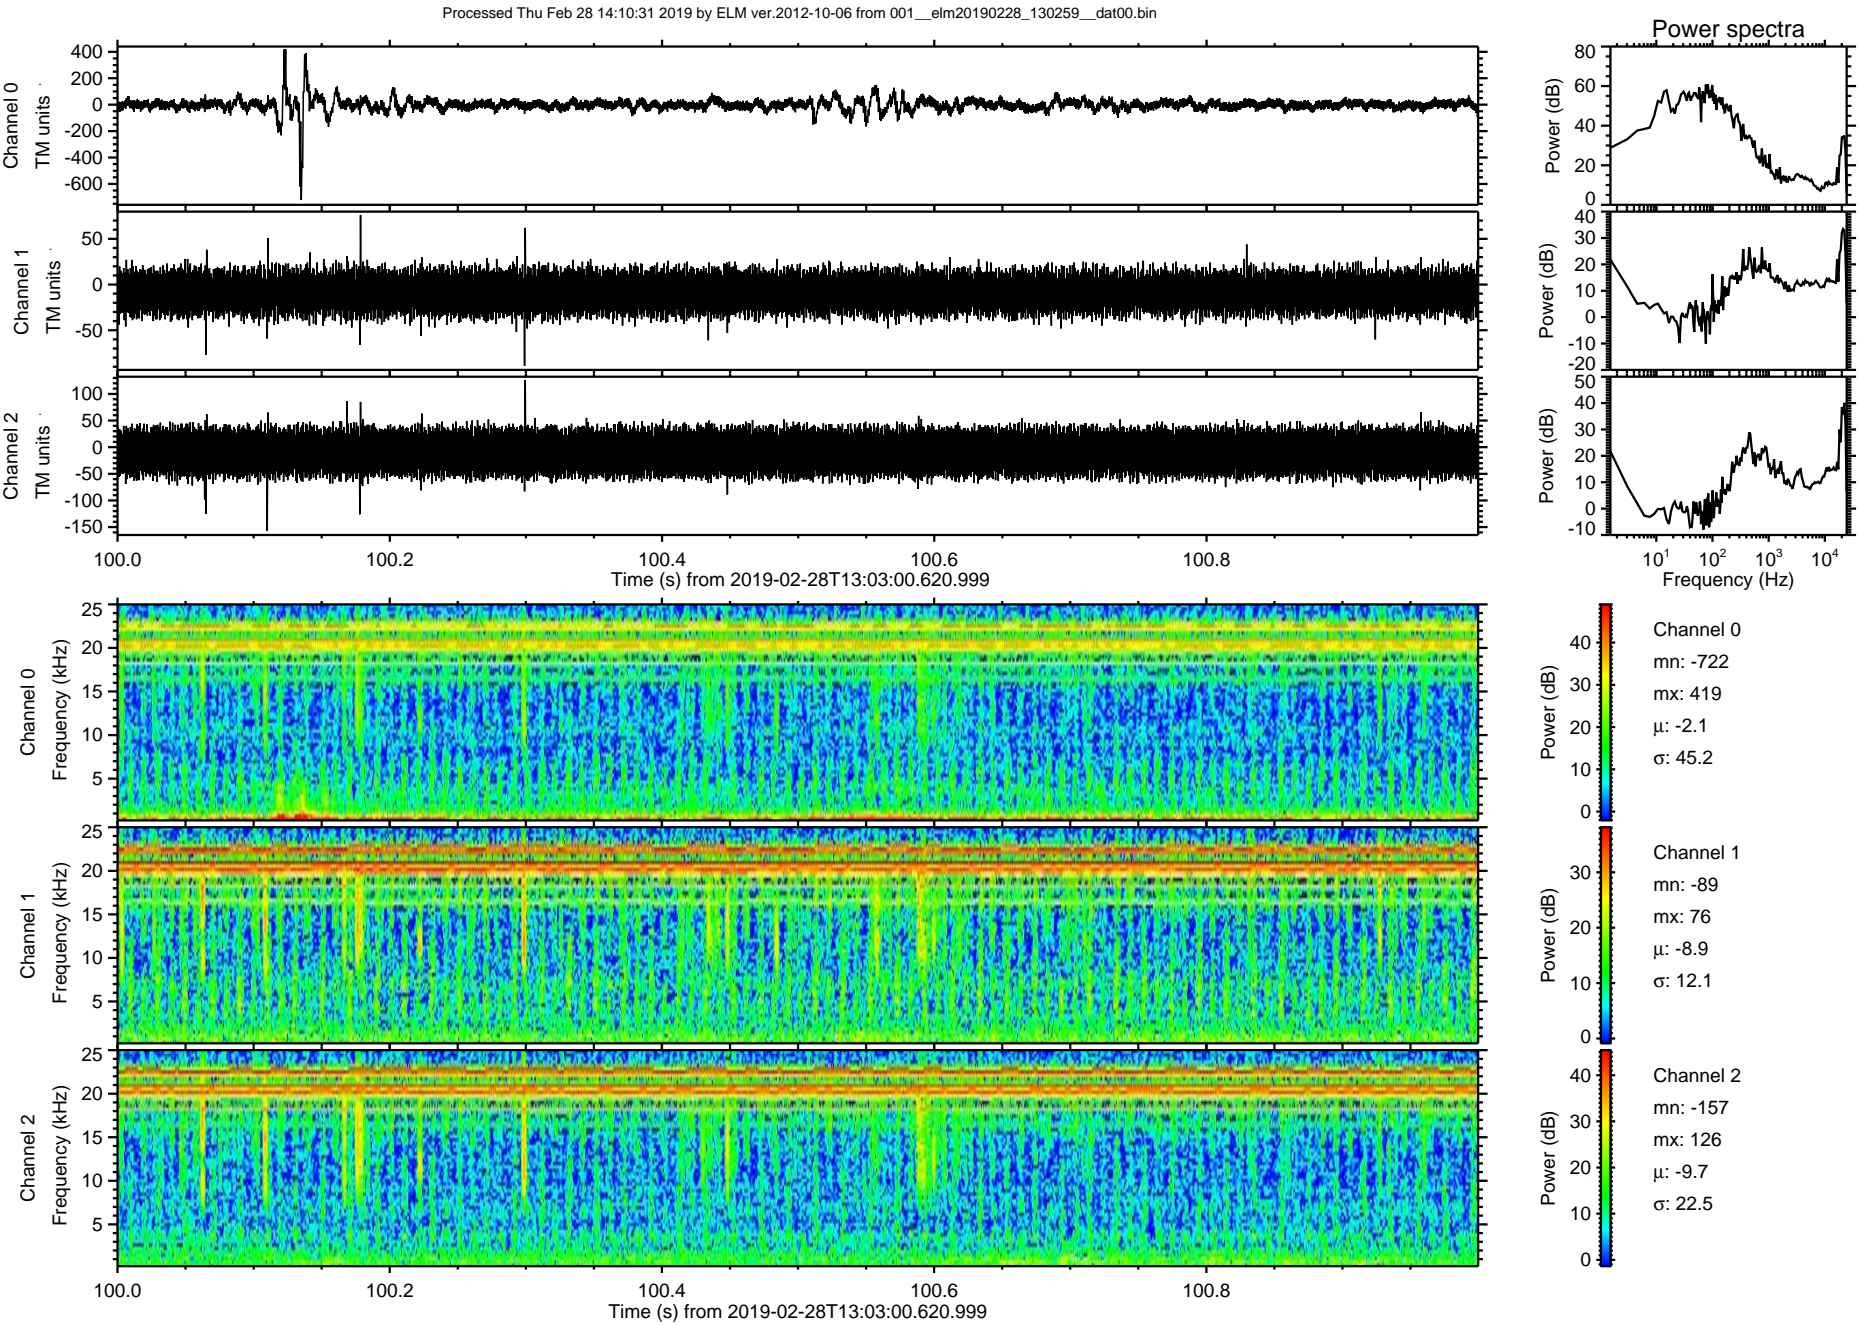 Processed Thu Feb 28 14:10:31 2019 by ELM ver.2012-10-06 from 001__elm20190228_130259__dat00.bin
Power spectra
Channel 0
TM units
400
200
0
-200
-400
-600
Power (dB)
80
60
40
20
0
Channel 1
TM units
50
0
-50
Power (dB)
40
30
20
10
0
-10
-20
Channel 2
TM units
100
50
0
-50
-100
-150
Power (dB)
50
40
30
20
10
0
-10
100.0 100.2 100.4 100.6 100.8
Time (s) from 2019-02-28T13:03:00.620.999
10¹ 10² 10³ 10⁴
Frequency (Hz)
Channel 0
Frequency (kHz)
25
20
15
10
5
Power (dB)
40
30
20
10
0
Channel 0
mn: -722
mx: 419
μ: -2.1
σ: 45.2
Channel 1
Frequency (kHz)
25
20
15
10
5
Power (dB)
30
20
10
0
Channel 1
mn: -89
mx: 76
μ: -8.9
σ: 12.1
Channel 2
Frequency (kHz)
25
20
15
10
5
Power (dB)
40
30
20
10
0
Channel 2
mn: -157
mx: 126
μ: -9.7
σ: 22.5
100.0 100.2 100.4 100.6 100.8
Time (s) from 2019-02-28T13:03:00.620.999